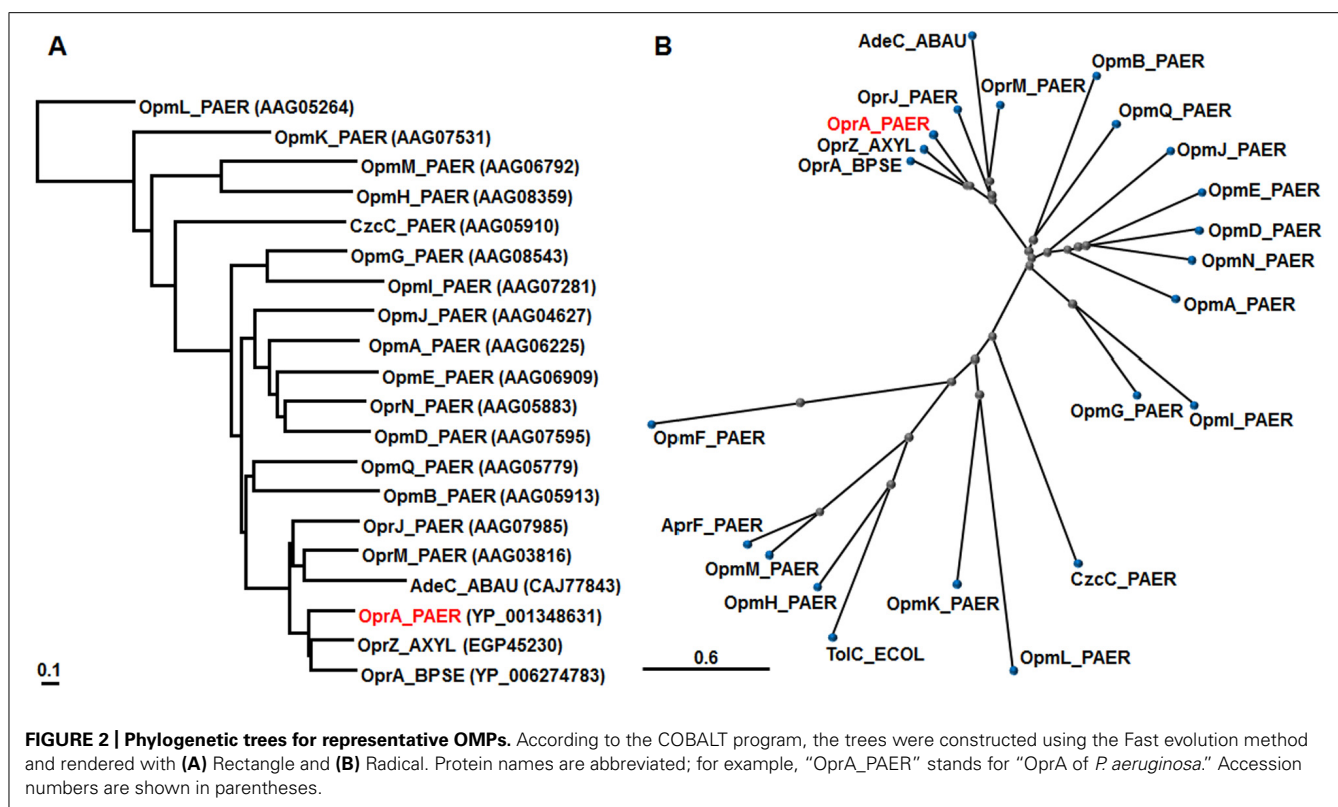 A
OpmL_PAER (AAG05264)
OpmK_PAER (AAG07531)
OpmM_PAER (AAG06792)
OpmH_PAER (AAG08359)
CzcC_PAER (AAG05910)
OpmG_PAER (AAG08543)
OpmI_PAER (AAG07281)
OpmJ_PAER (AAG04627)
OpmA_PAER (AAG06225)
OpmE_PAER (AAG06909)
OprN_PAER (AAG05883)
OpmD_PAER (AAG07595)
OpmQ_PAER (AAG05779)
OpmB_PAER (AAG05913)
OprJ_PAER (AAG07985)
OprM_PAER (AAG03816)
AdeC_ABAU (CAJ77843)
OprA_PAER (YP_001348631)
OprZ_AXYL (EGP45230)
OprA_BPSE (YP_006274783)
0.1
B
AdeC_ABAU
OpmB_PAER
OprM_PAER
OprJ_PAER
OpmQ_PAER
OprA_PAER
OprZ_AXYL
OprA_BPSE
OpmJ_PAER
OpmE_PAER
OpmD_PAER
OpmN_PAER
OpmA_PAER
OpmG_PAER
OpmI_PAER
OpmF_PAER
AprF_PAER
OpmM_PAER
OpmH_PAER
TolC_ECOL
OpmK_PAER
CzcC_PAER
OpmL_PAER
0.6
FIGURE 2 | Phylogenetic trees for representative OMPs. According to the COBALT program, the trees were constructed using the Fast evolution method
and rendered with (A) Rectangle and (B) Radical. Protein names are abbreviated; for example, “OprA_PAER” stands for “OprA of P. aeruginosa.” Accession
numbers are shown in parentheses.